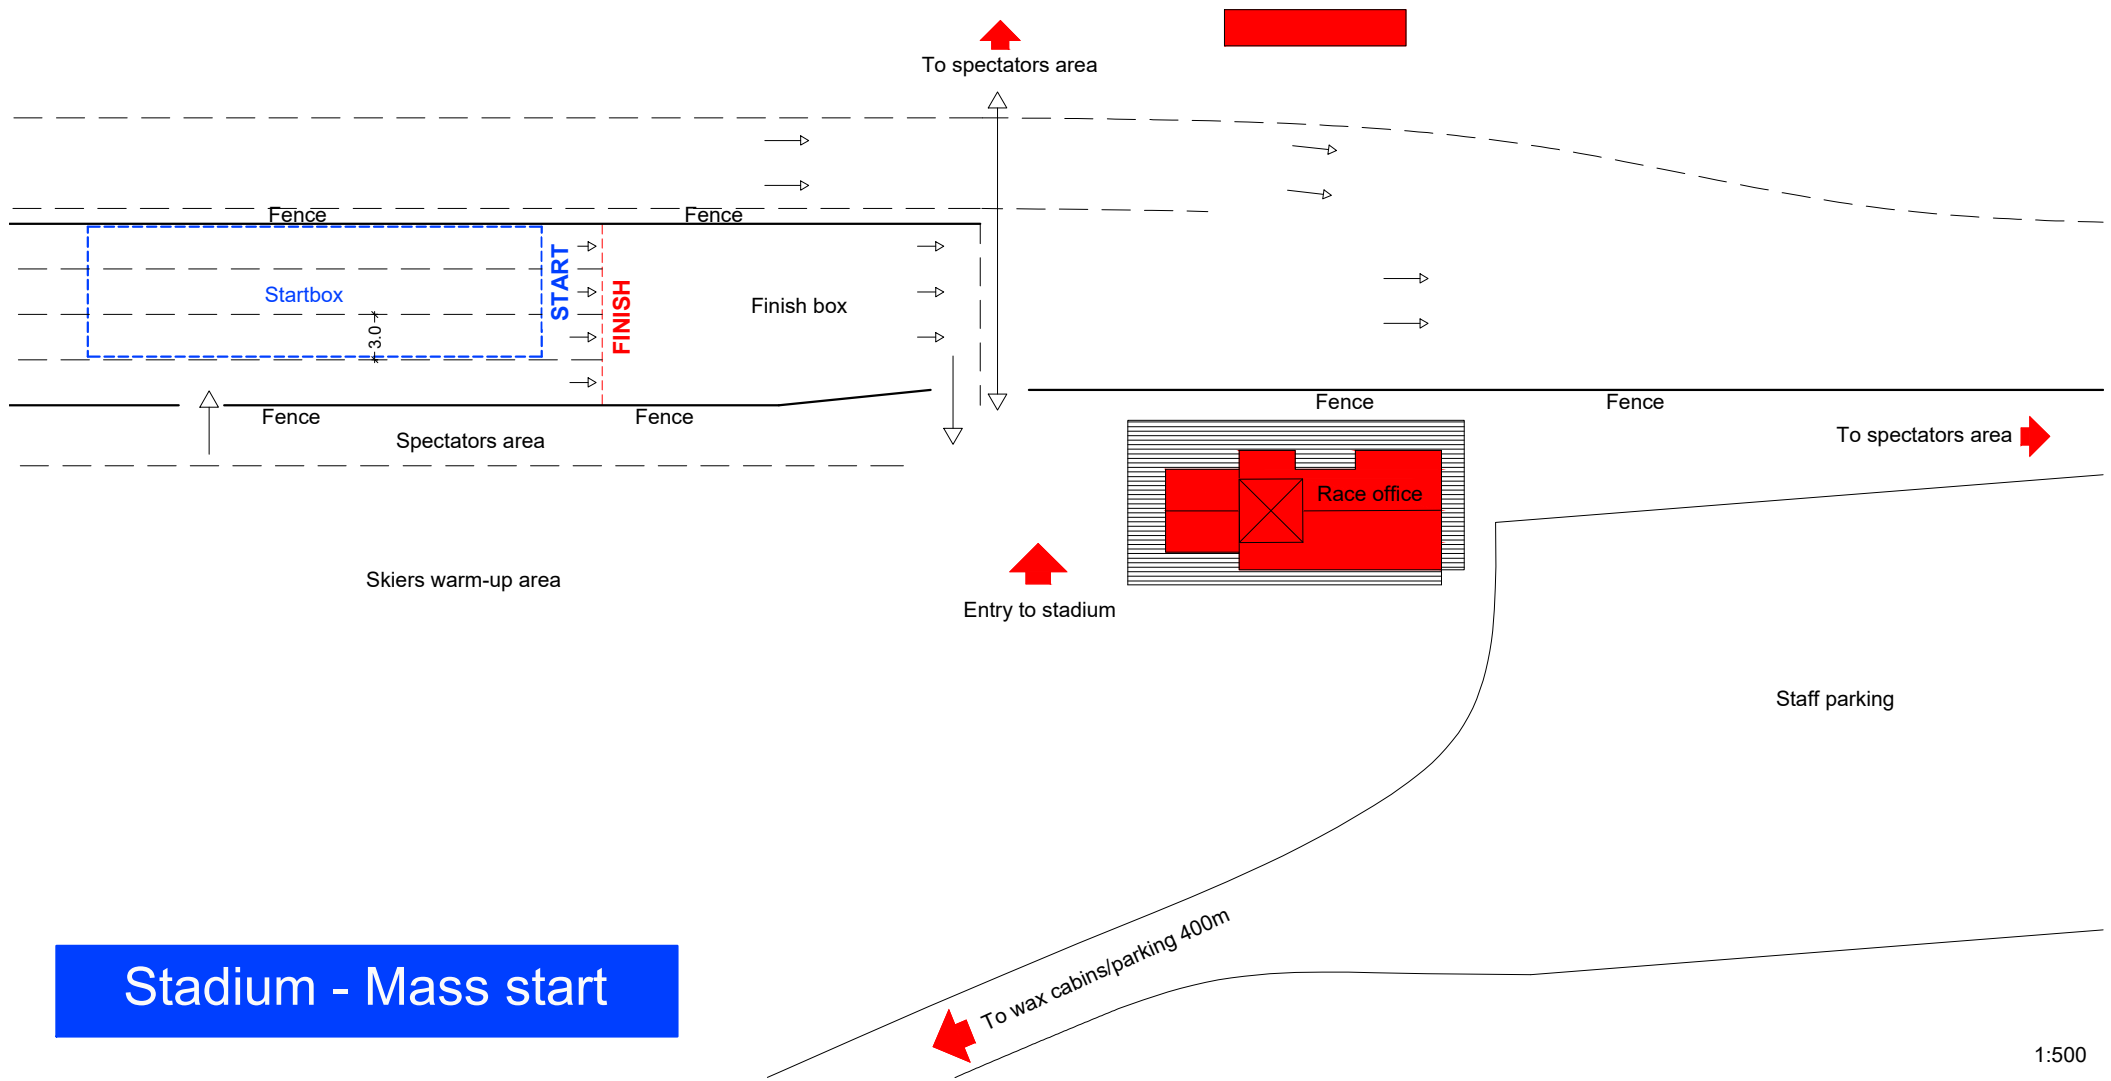 To spectators area
Fence
Fence
START
Startbox
FINISH
Finish box
3.0
Fence
Fence
Fence
Fence
Spectators area
To spectators area
Race office
Skiers warm-up area
Entry to stadium
Staff parking
To wax cabins/parking 400m
Stadium - Mass start
1:500